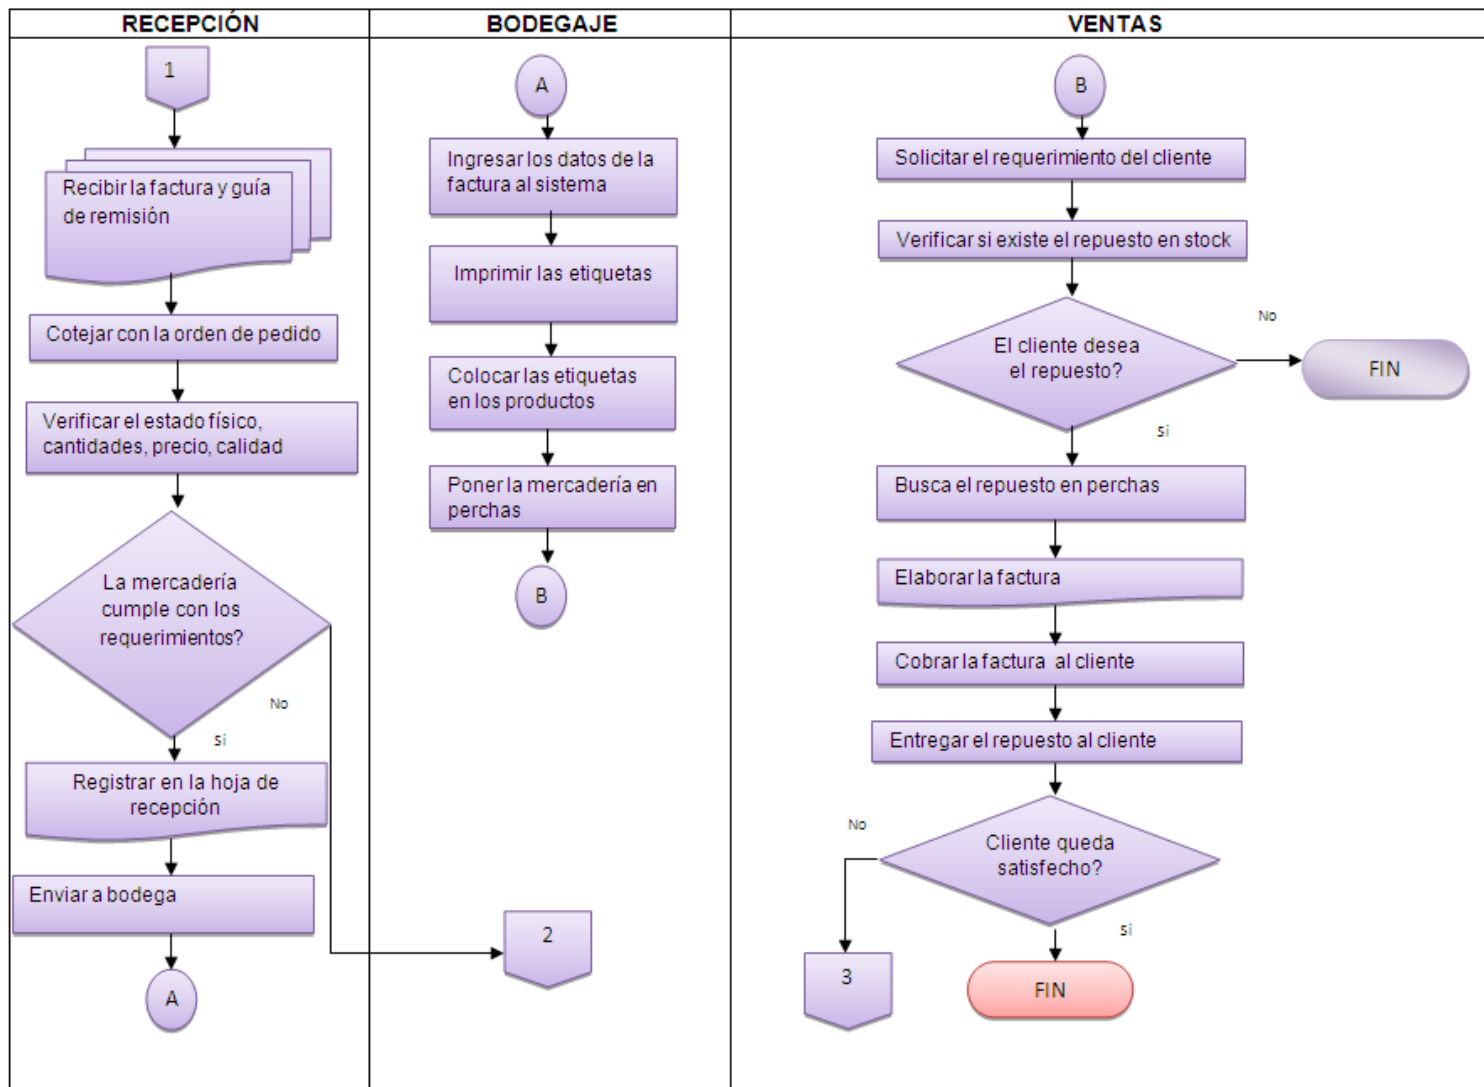 RECEPCIÓN
1
Recibir la factura y guía
de remisión
Cotejar con la orden de pedido
Verificar el estado físico,
cantidades, precio, calidad
La mercadería
cumple con los
requerimientos?
No
si
Registrar en la hoja de
recepción
Enviar a bodega
A
BODEGAJE
A
Ingresar los datos de la
factura al sistema
Imprimir las etiquetas
Colocar las etiquetas
en los productos
Poner la mercadería en
perchas
B
2
VENTAS
B
Solicitar el requerimiento del cliente
Verificar si existe el repuesto en stock
El cliente desea
el repuesto?
No
FIN
si
Busca el repuesto en perchas
Elaborar la factura
Cobrar la factura al cliente
Entregar el repuesto al cliente
Cliente queda
satisfecho?
No
si
3
FIN